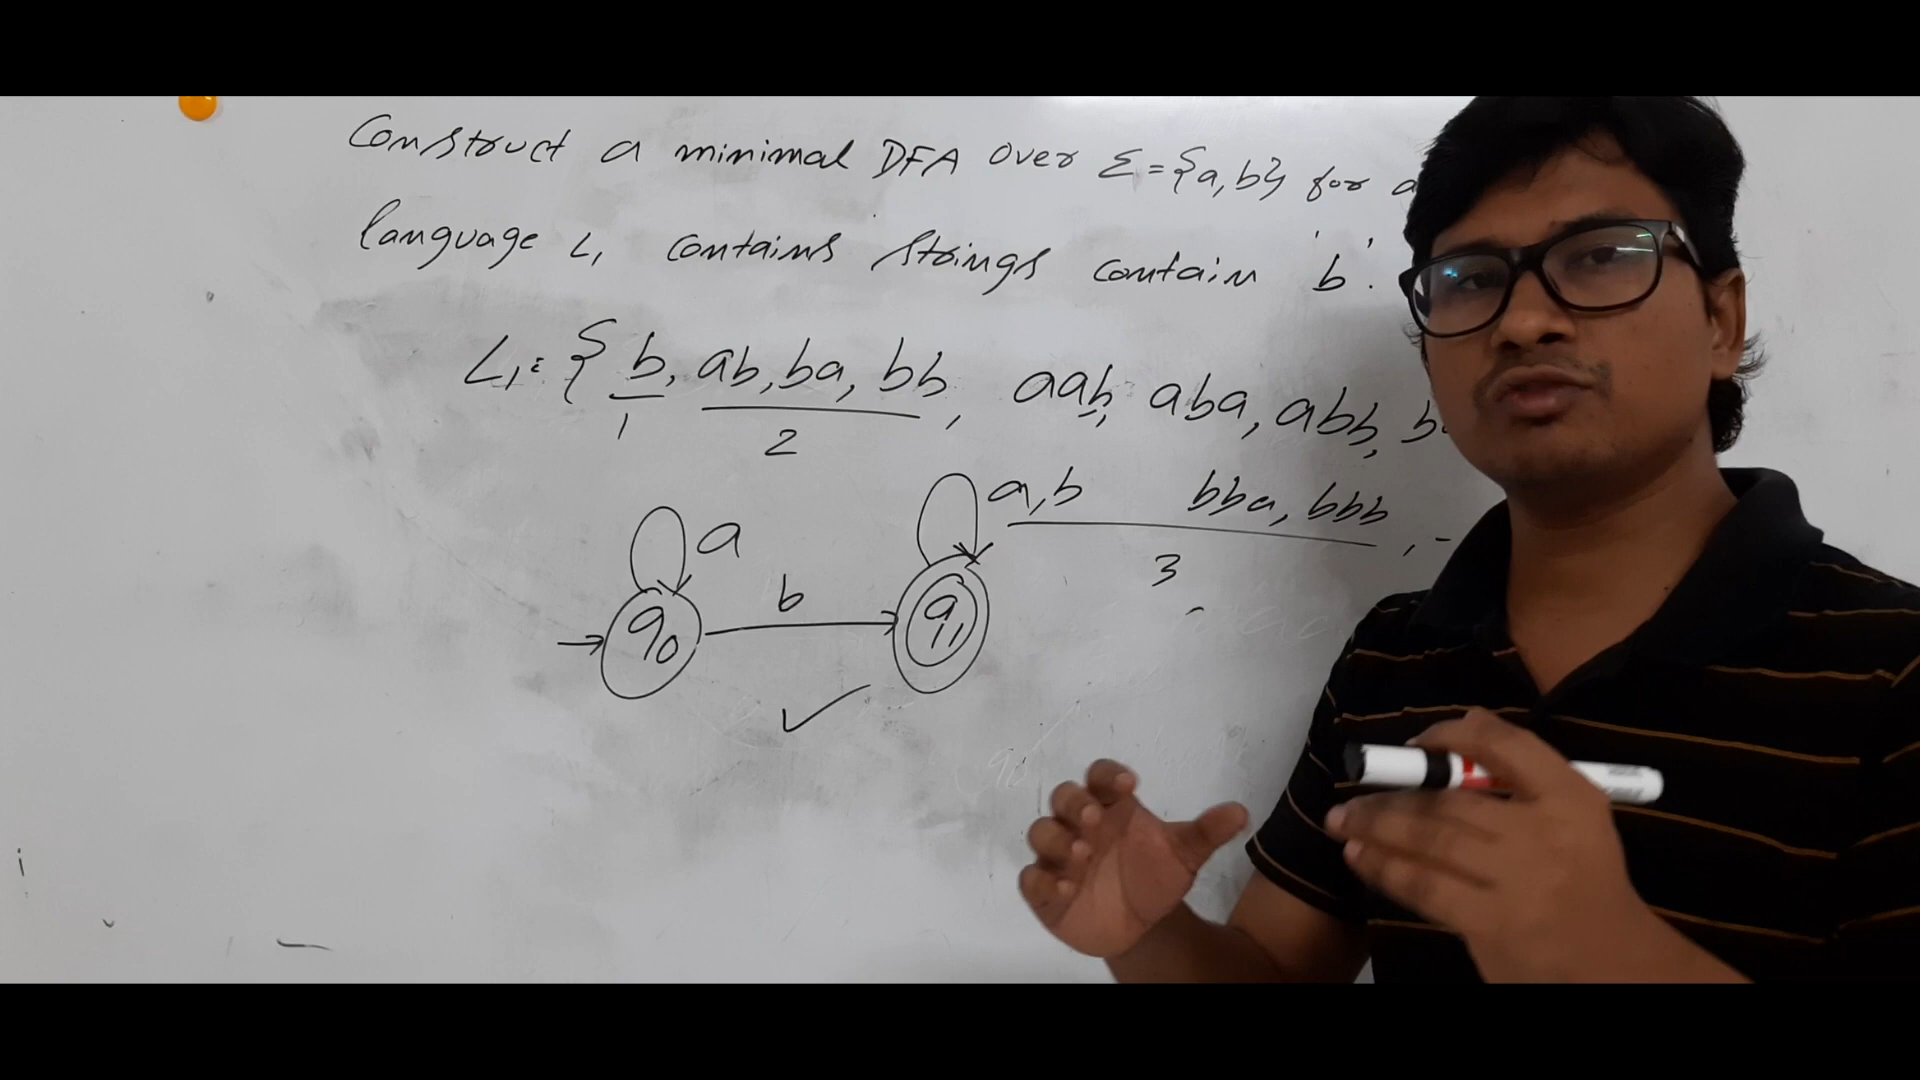 Construct a minimal DFA over Σ={a,b} for a
language L₁ contains strings contain 'b'.
L₁: { b, ab, ba, bb, aab, aba, abb, b
1 2
a,b bba, bbb , -
3
a
b
q₀ q₁